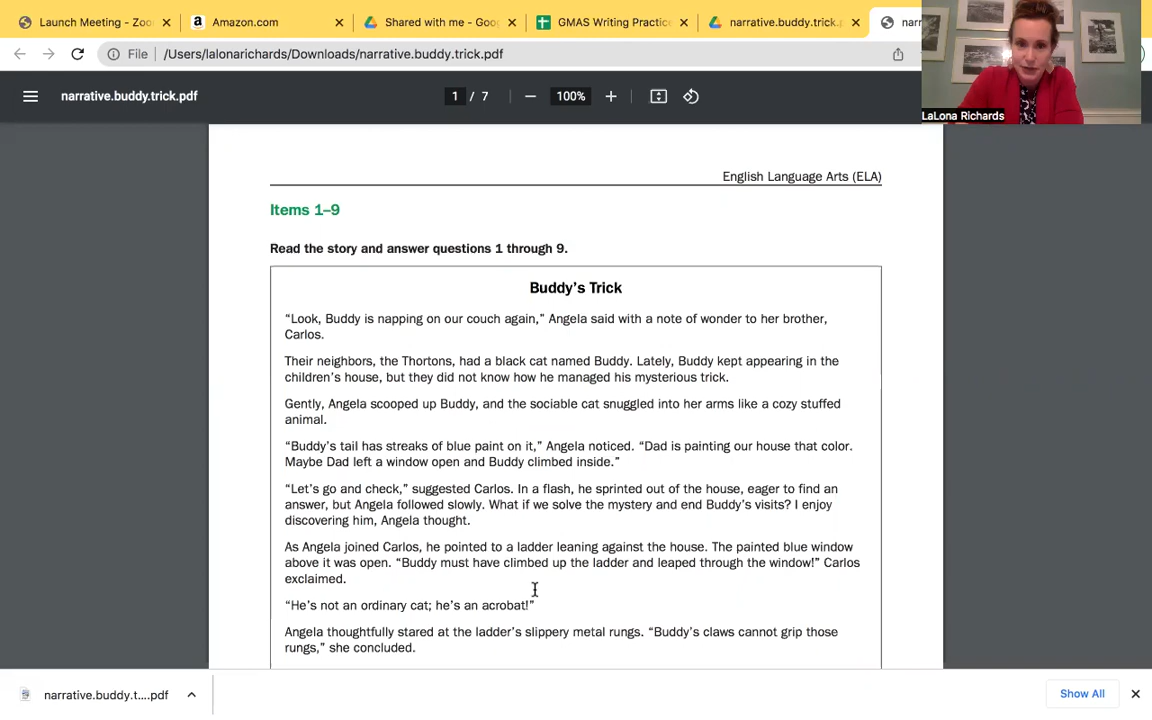 Launch Meeting - Zoo
Amazon.com
Shared with me - Goo
GMAS Writing Practice
narrative.buddy.trick.p
narr
File
/Users/lalonarichards/Downloads/narrative.buddy.trick.pdf
narrative.buddy.trick.pdf
1 / 7
100%
LaLona Richards
English Language Arts (ELA)
Items 1–9
Read the story and answer questions 1 through 9.
Buddy’s Trick
“Look, Buddy is napping on our couch again,” Angela said with a note of wonder to her brother,
Carlos.
Their neighbors, the Thortons, had a black cat named Buddy. Lately, Buddy kept appearing in the
children’s house, but they did not know how he managed his mysterious trick.
Gently, Angela scooped up Buddy, and the sociable cat snuggled into her arms like a cozy stuffed
animal.
“Buddy’s tail has streaks of blue paint on it,” Angela noticed. “Dad is painting our house that color.
Maybe Dad left a window open and Buddy climbed inside.”
“Let’s go and check,” suggested Carlos. In a flash, he sprinted out of the house, eager to find an
answer, but Angela followed slowly. What if we solve the mystery and end Buddy’s visits? I enjoy
discovering him, Angela thought.
As Angela joined Carlos, he pointed to a ladder leaning against the house. The painted blue window
above it was open. “Buddy must have climbed up the ladder and leaped through the window!” Carlos
exclaimed.
“He’s not an ordinary cat; he’s an acrobat!”
Angela thoughtfully stared at the ladder’s slippery metal rungs. “Buddy’s claws cannot grip those
rungs,” she concluded.
narrative.buddy.t....pdf
Show All